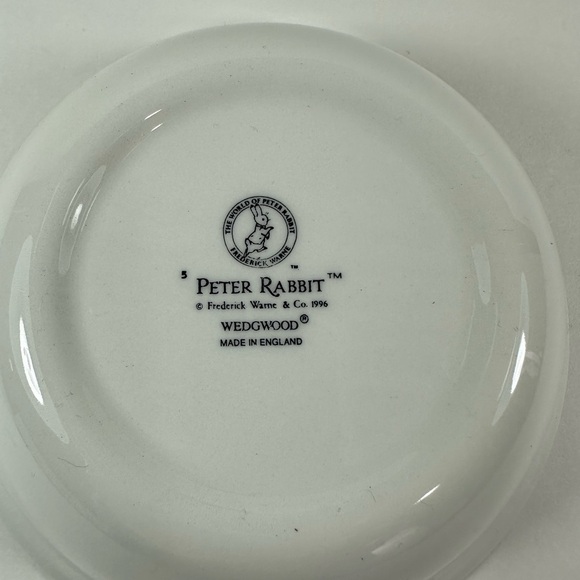 THE WORLD OF PETER RABBIT
FREDERICK WARNE
™
5
PETER RABBIT™
© Frederick Warne & Co. 1996
WEDGWOOD®
MADE IN ENGLAND